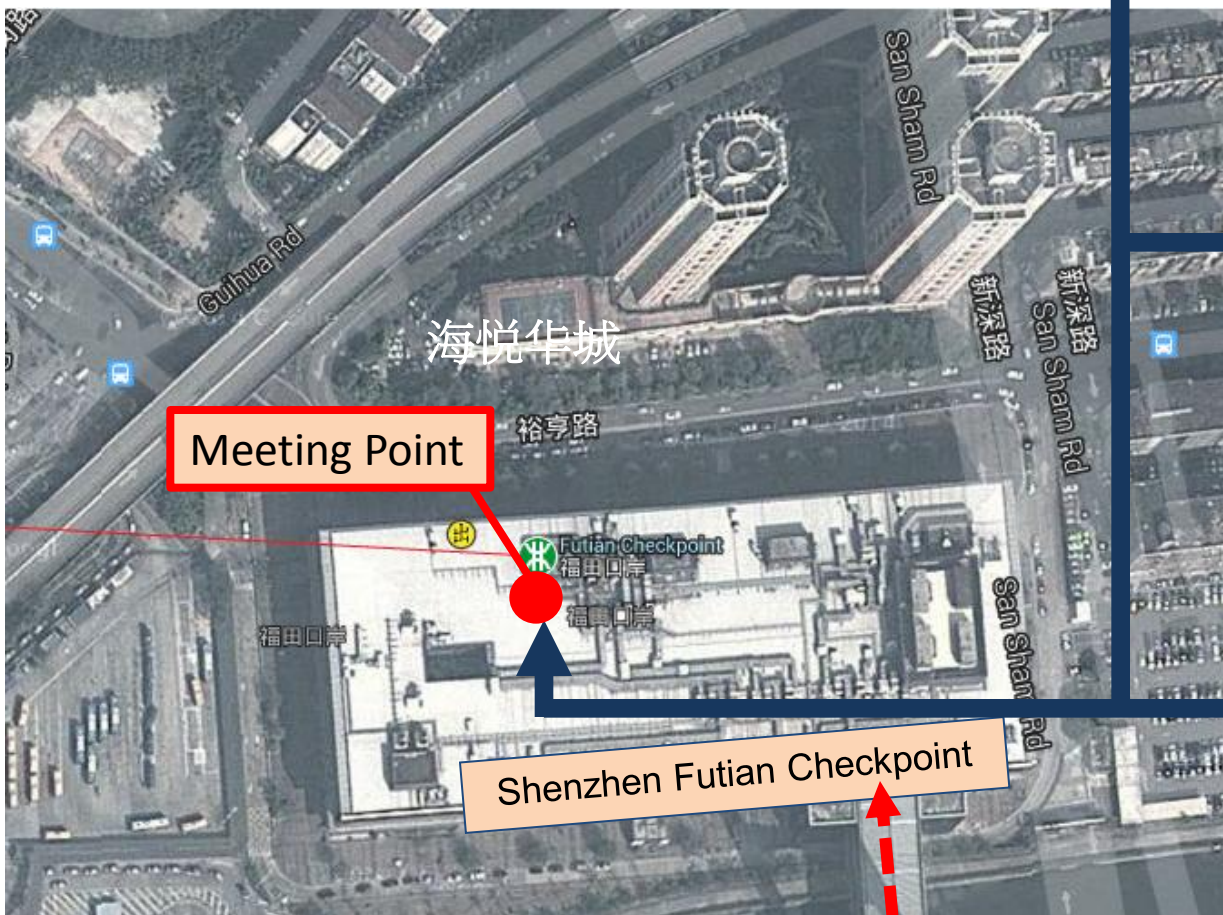 San Sham Rd
Guihua Rd
海悦华城
新深路
新深路
San Sham Rd
Meeting Point
裕亨路
出
Futian Checkpoint
福田口岸
福田口岸
福田口岸
San Sham Rd
Shenzhen Futian Checkpoint